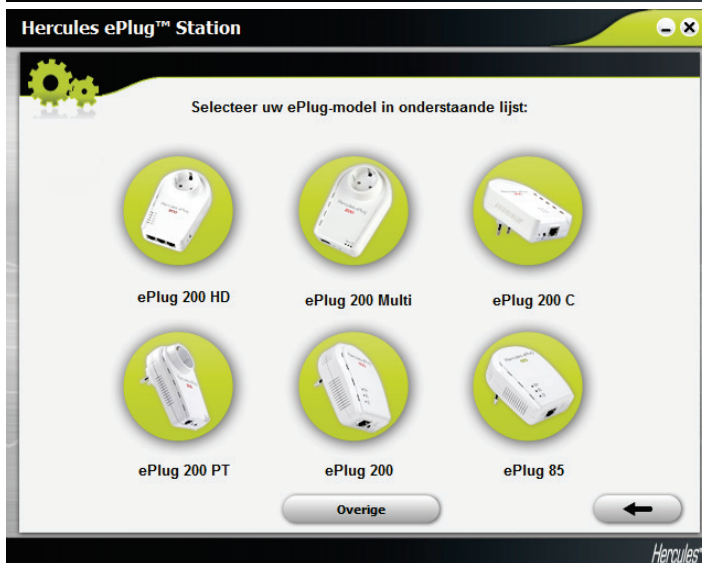 Hercules ePlug™ Station
Selecteer uw ePlug-model in onderstaande lijst:
ePlug 200 HD
ePlug 200 Multi
ePlug 200 C
ePlug 200 PT
ePlug 200
ePlug 85
Overige
Hercules